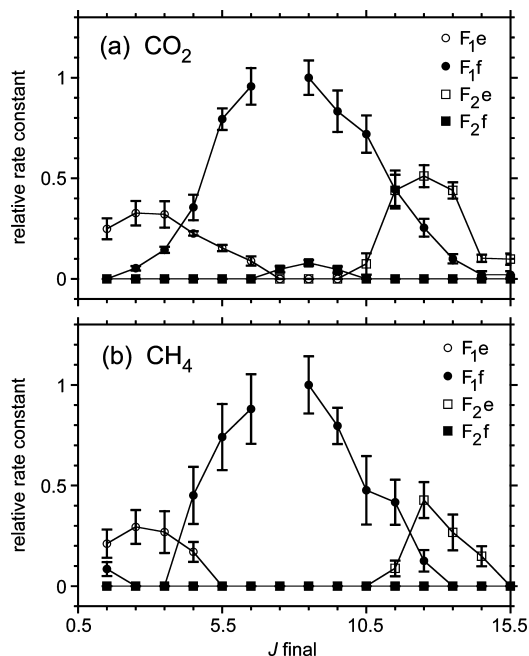 (a) CO2
F1e
F1f
F2e
F2f
relative rate constant
1
0.5
0
(b) CH4
F1e
F1f
F2e
F2f
relative rate constant
1
0.5
0
0.5 5.5 10.5 15.5
J final